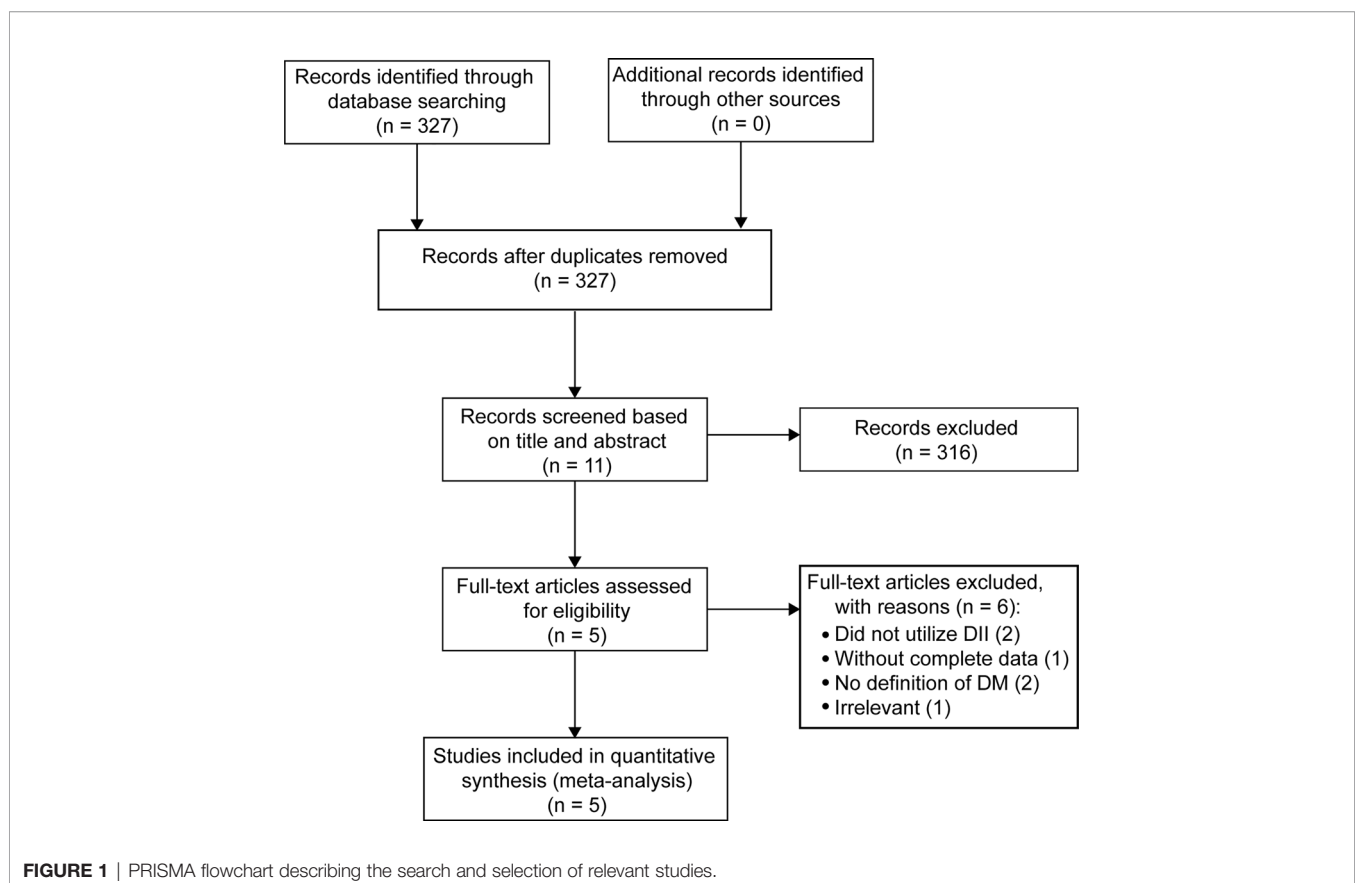 Records identified through
database searching
(n = 327)
Additional records identified
through other sources
(n = 0)
Records after duplicates removed
(n = 327)
Records screened based
on title and abstract
(n = 11)
Records excluded
(n = 316)
Full-text articles assessed
for eligibility
(n = 5)
Full-text articles excluded,
with reasons (n = 6):
• Did not utilize DII (2)
• Without complete data (1)
• No definition of DM (2)
• Irrelevant (1)
Studies included in quantitative
synthesis (meta-analysis)
(n = 5)
FIGURE 1 | PRISMA flowchart describing the search and selection of relevant studies.